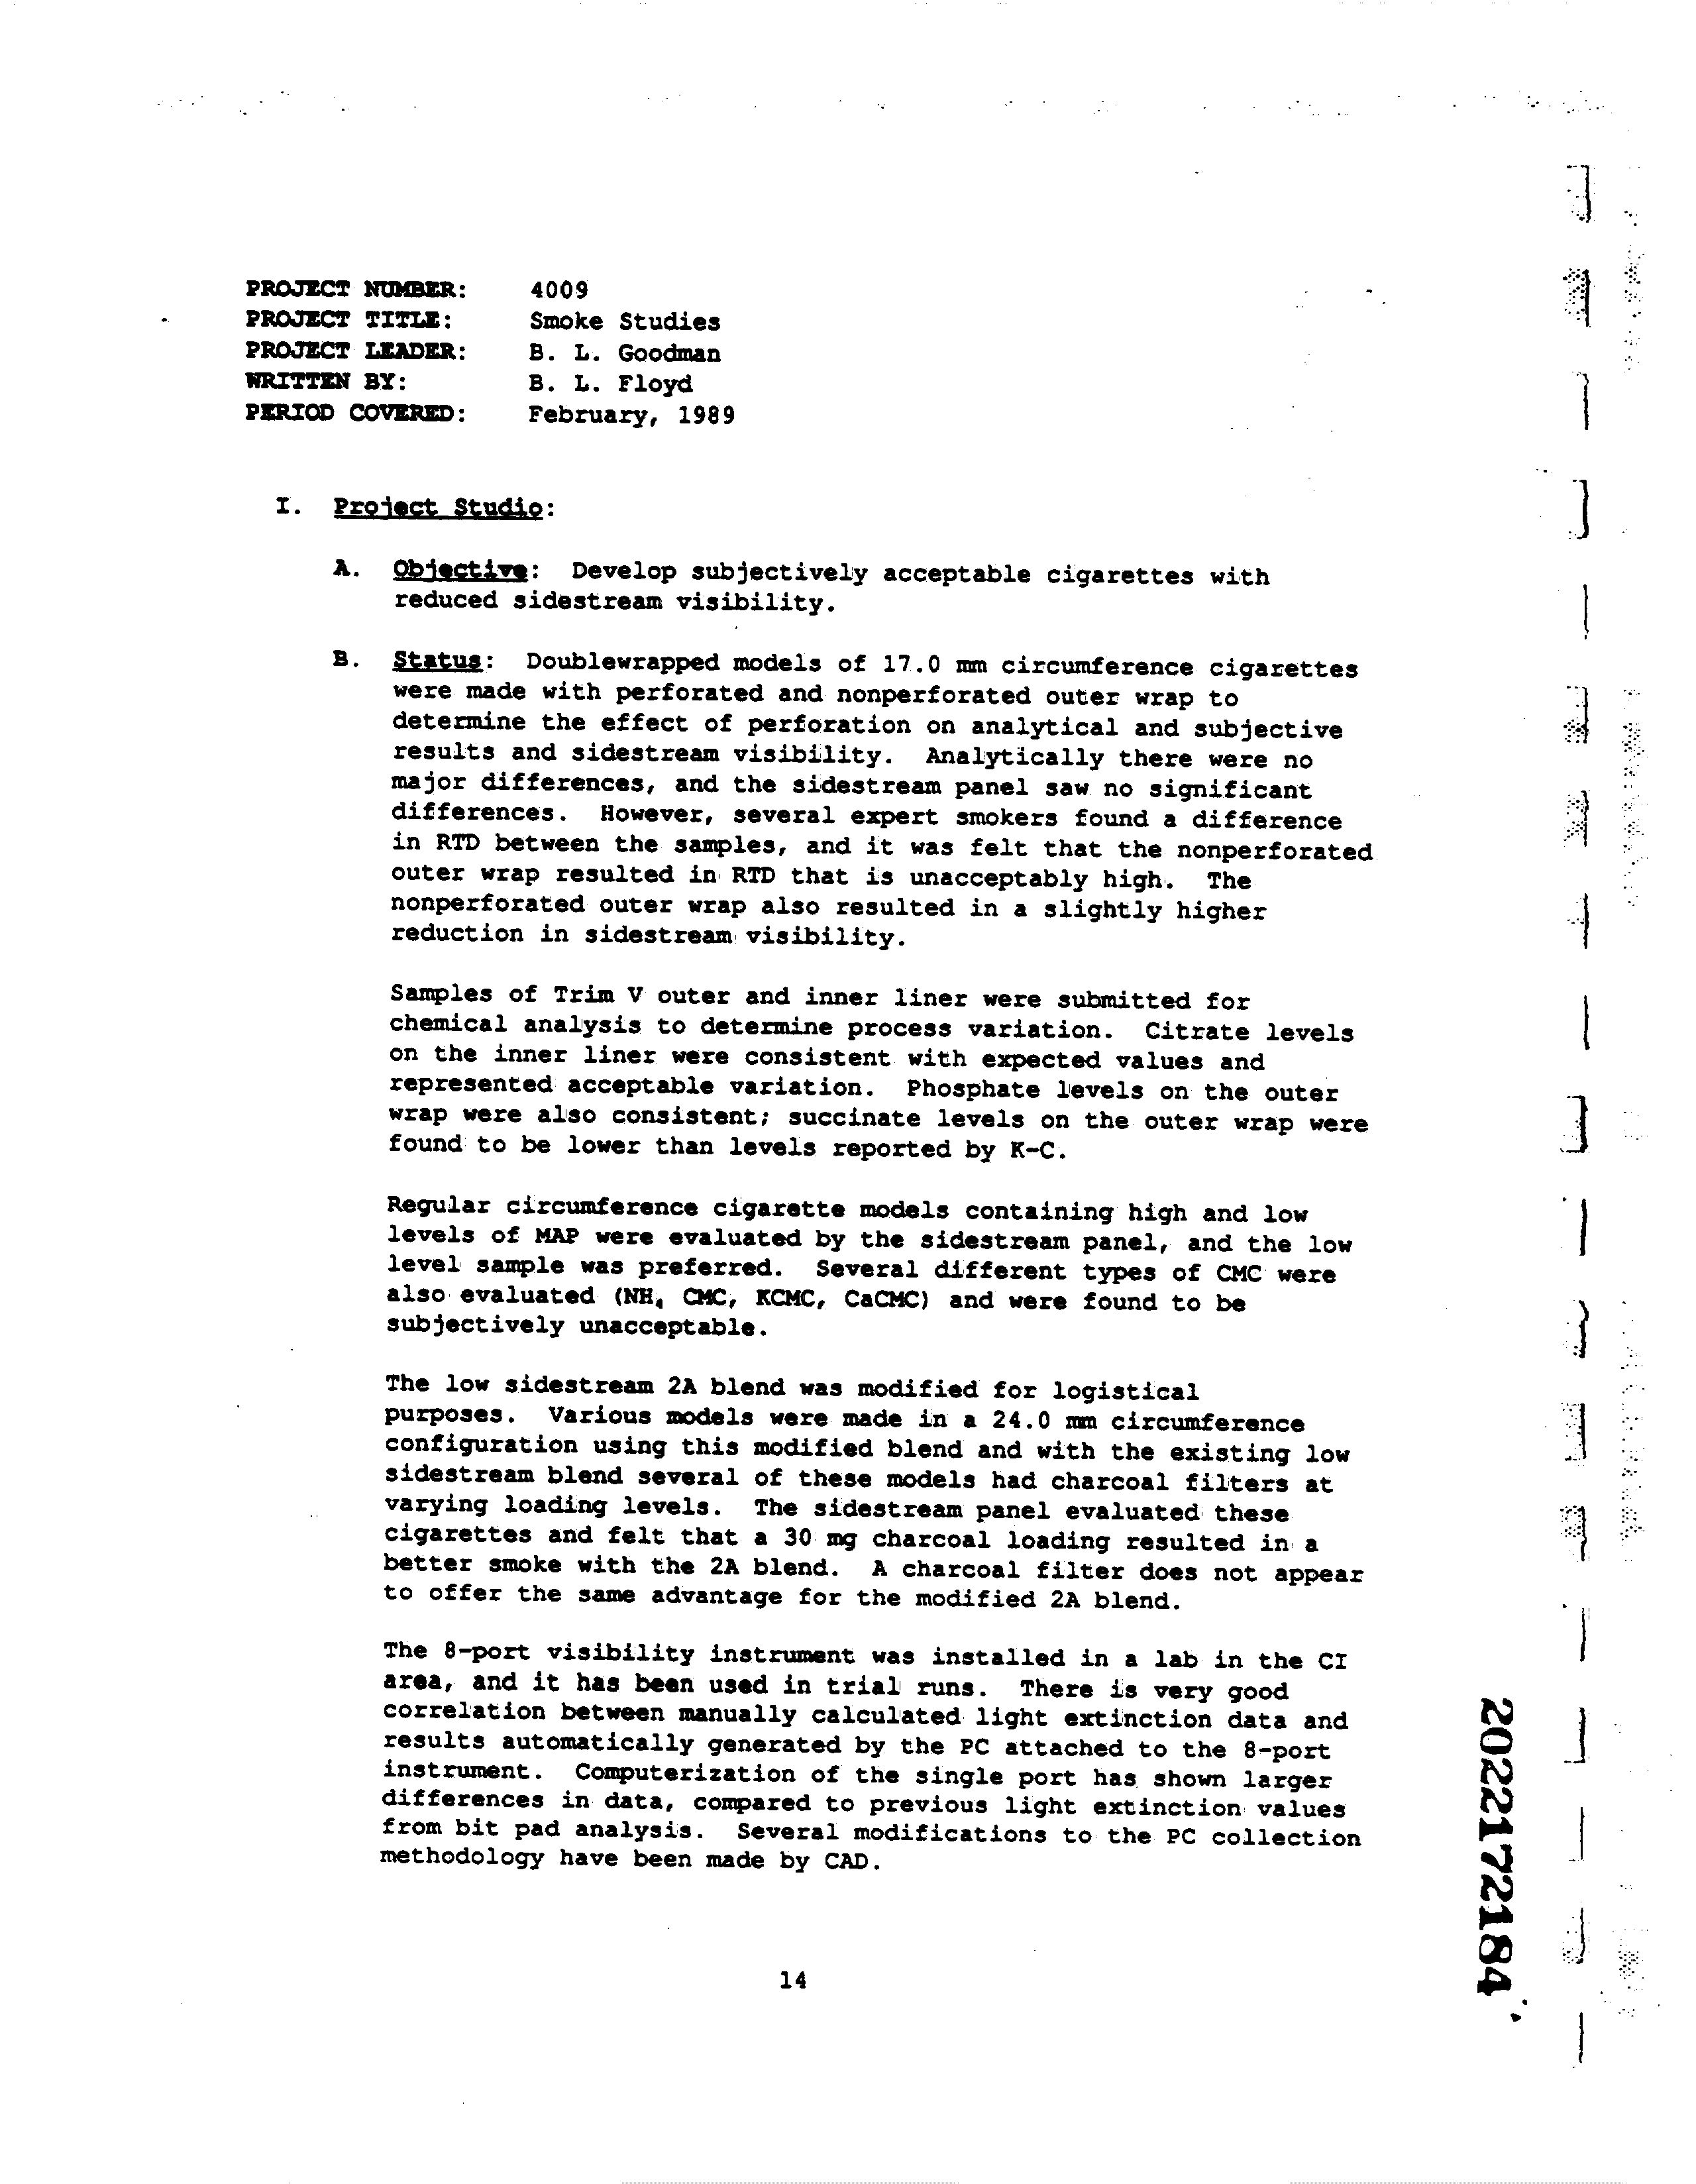 PROJECT NUMBER: 4009
PROJECT TITLE: Smoke Studies
PROJECT LEADER: B. L. Goodman
WRITTEN BY: B. L. Floyd
PERIOD COVERED: February, 1989
I. Project Studio:
A. Objective: Develop subjectively acceptable cigarettes with
reduced sidestream visibility.
B. Status: Doublewrapped models of 17.0 mm circumference cigarettes
were made with perforated and nonperforated outer wrap to
determine the effect of perforation on analytical and subjective
results and sidestream visibility. Analytically there were no
major differences, and the sidestream panel saw no significant
differences. However, several expert smokers found a difference
in RTD between the samples, and it was felt that the nonperforated
outer wrap resulted in RTD that is unacceptably high. The
nonperforated outer wrap also resulted in a slightly higher
reduction in sidestream visibility.
Samples of Trim V outer and inner liner were submitted for
chemical analysis to determine process variation. Citrate levels
on the inner liner were consistent with expected values and
represented acceptable variation. Phosphate levels on the outer
wrap were also consistent; succinate levels on the outer wrap were
found to be lower than levels reported by K-C.
Regular circumference cigarette models containing high and low
levels of MAP were evaluated by the sidestream panel, and the low
level sample was preferred. Several different types of CMC were
also evaluated (NH₄ CMC, KCMC, CaCMC) and were found to be
subjectively unacceptable.
The low sidestream 2A blend was modified for logistical
purposes. Various models were made in a 24.0 mm circumference
configuration using this modified blend and with the existing low
sidestream blend several of these models had charcoal filters at
varying loading levels. The sidestream panel evaluated these
cigarettes and felt that a 30 mg charcoal loading resulted in a
better smoke with the 2A blend. A charcoal filter does not appear
to offer the same advantage for the modified 2A blend.
The 8-port visibility instrument was installed in a lab in the CI
area, and it has been used in trial runs. There is very good
correlation between manually calculated light extinction data and
results automatically generated by the PC attached to the 8-port
instrument. Computerization of the single port has shown larger
differences in data, compared to previous light extinction values
from bit pad analysis. Several modifications to the PC collection
methodology have been made by CAD.
14
2022172184